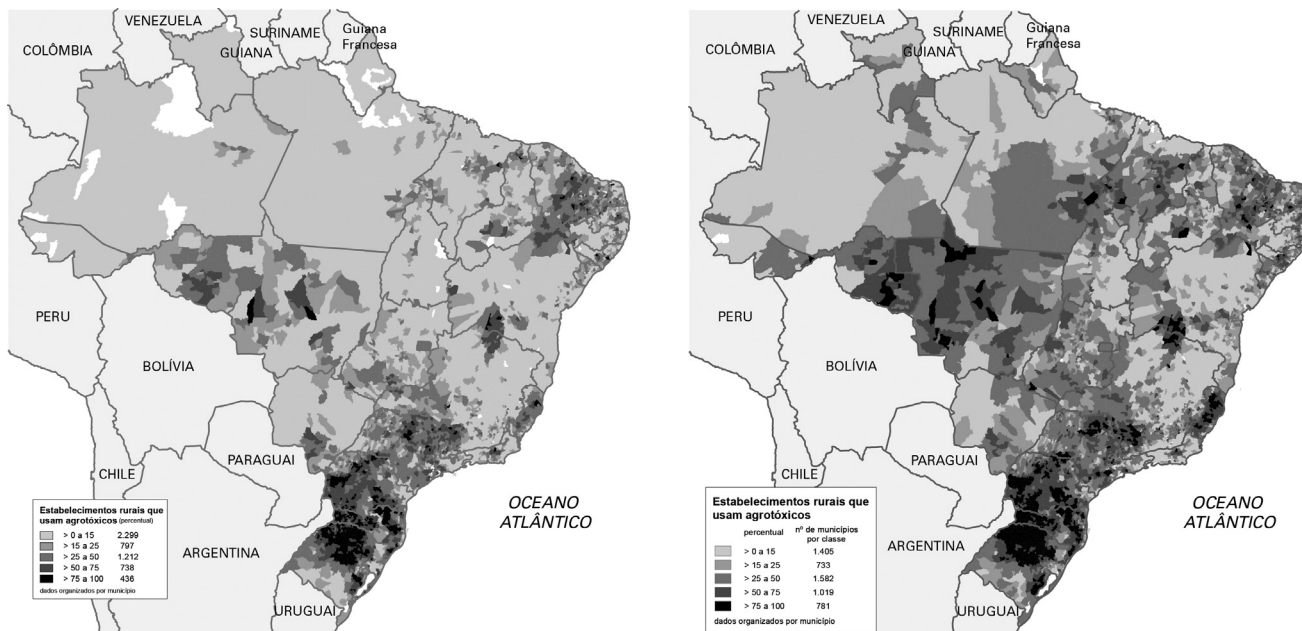 VENEZUELA
SURINAME
Guiana
Francesa
COLÔMBIA
GUIANA
PERU
BOLÍVIA
PARAGUAI
CHILE
OCEANO
ATLÂNTICO
ARGENTINA
URUGUAI
Estabelecimentos rurais que
usam agrotóxicos (percentual)
> 0 a 15 2.299
> 15 a 25 797
> 25 a 50 1.212
> 50 a 75 738
> 75 a 100 436
dados organizados por município
VENEZUELA
SURINAME
Guiana
Francesa
COLÔMBIA
GUIANA
PERU
BOLÍVIA
PARAGUAI
CHILE
OCEANO
ATLÂNTICO
ARGENTINA
URUGUAI
Estabelecimentos rurais que
usam agrotóxicos
percentual nº de municípios
por classe
> 0 a 15 1.405
> 15 a 25 733
> 25 a 50 1.582
> 50 a 75 1.019
> 75 a 100 781
dados organizados por município